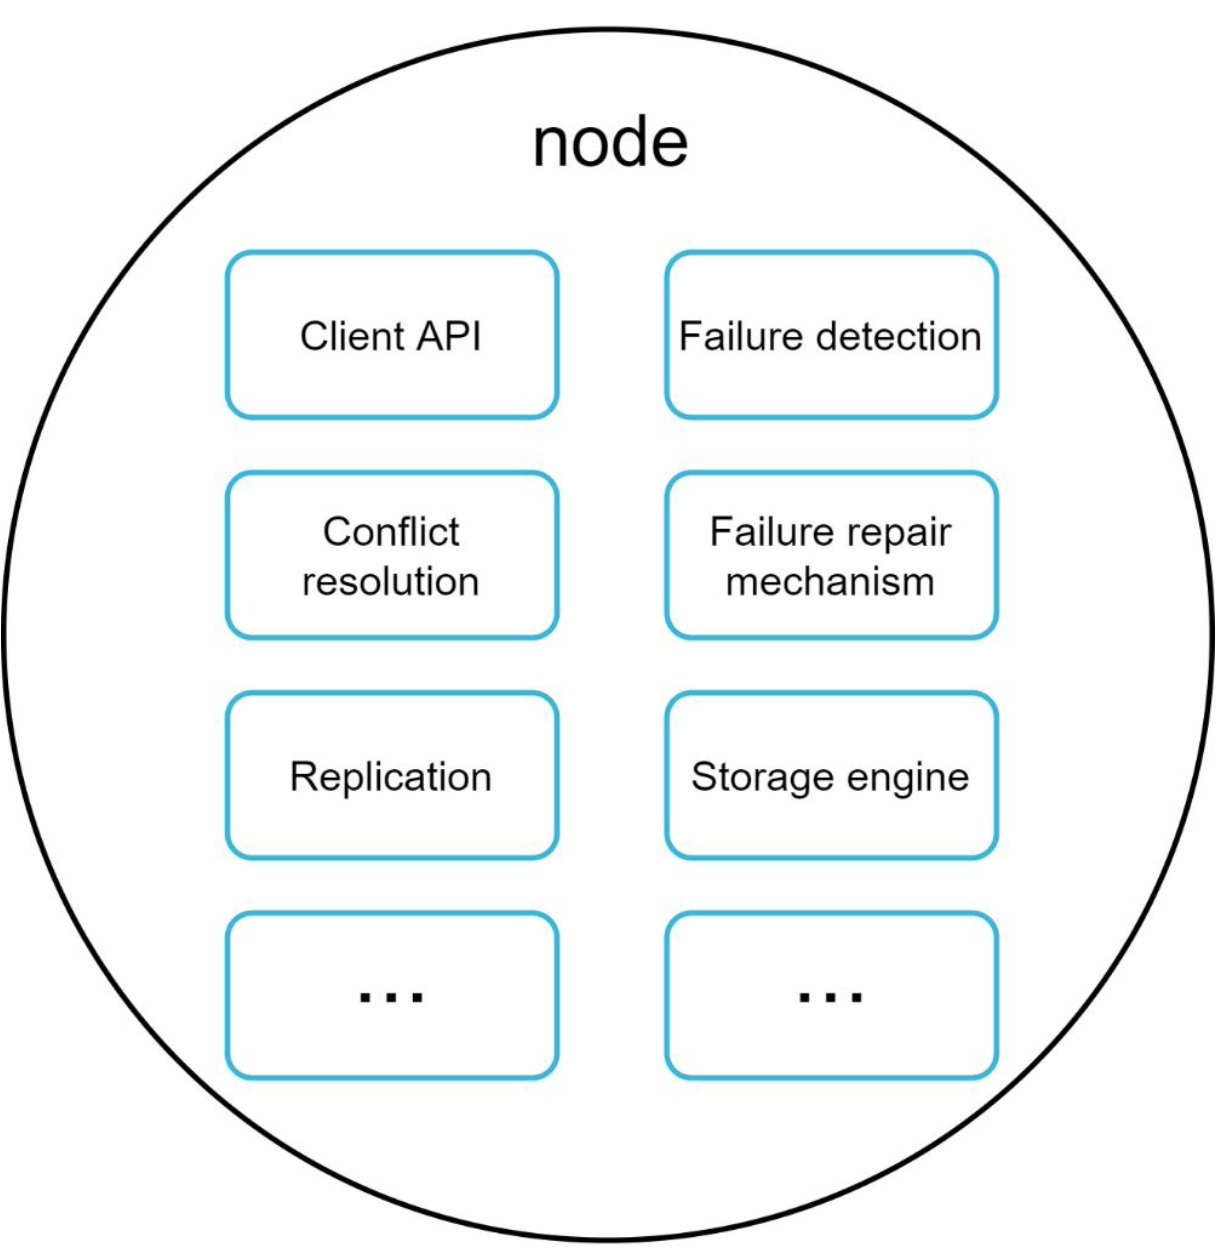 node
Client API
Failure detection
Conflict
resolution
Failure repair
mechanism
Replication
Storage engine
...
...